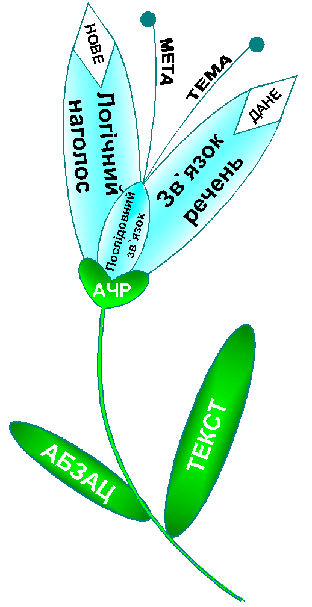 НОВЕ
МЕТА
ТЕМА
ДАНЕ
Логічний
наголос
Зв`язок
речень
Послідовний
зв`язок
АЧР
АБЗАЦ
ТЕКСТ